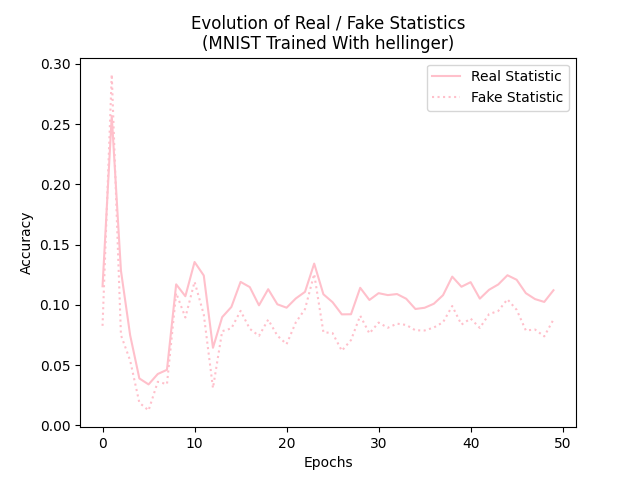 Evolution of Real / Fake Statistics
(MNIST Trained With hellinger)
Real Statistic
Fake Statistic
Accuracy
0.30
0.25
0.20
0.15
0.10
0.05
0.00
0 10 20 30 40 50
Epochs